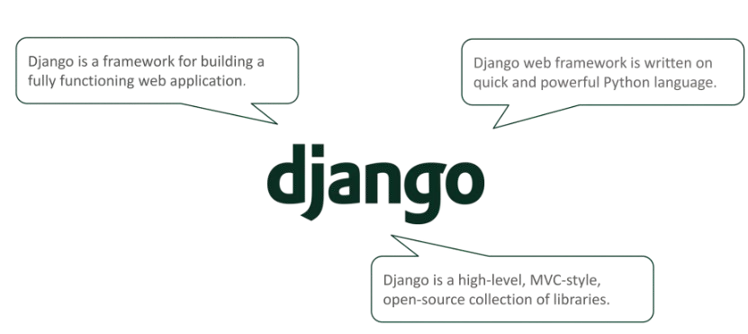 Django is a framework for building a
fully functioning web application.
Django web framework is written on
quick and powerful Python language.
django
Django is a high-level, MVC-style,
open-source collection of libraries.